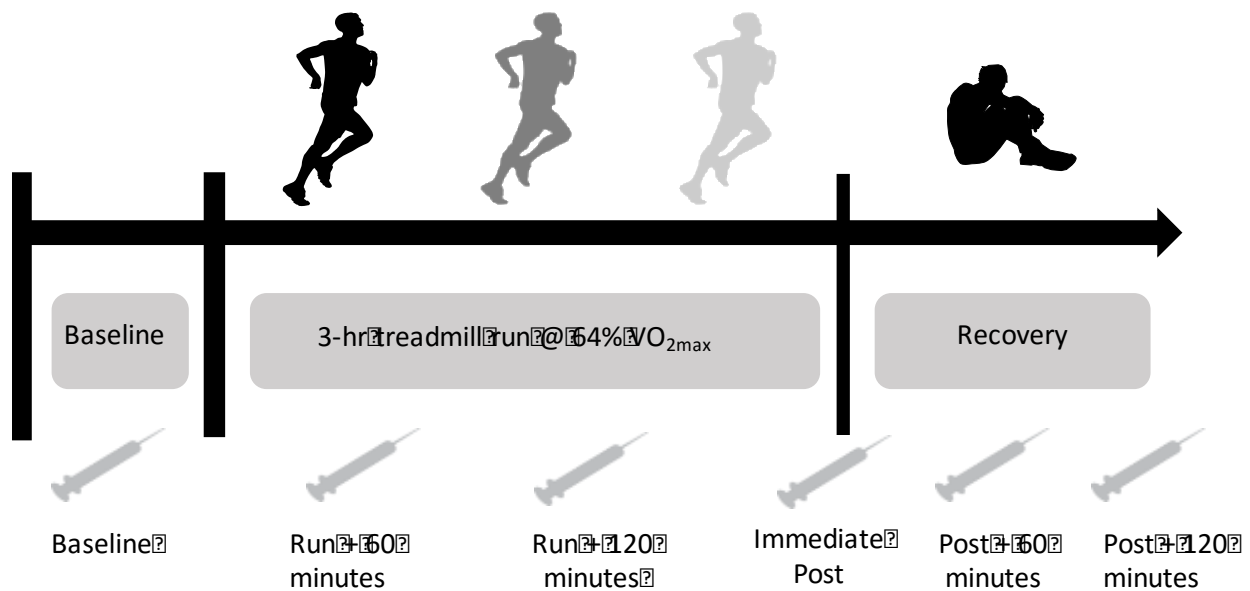 Baseline
3-hr treadmill run @ 64% VO2max
Recovery
Baseline
Run + 60
minutes
Run + 120
minutes
Immediate
Post
Post + 60
minutes
Post + 120
minutes